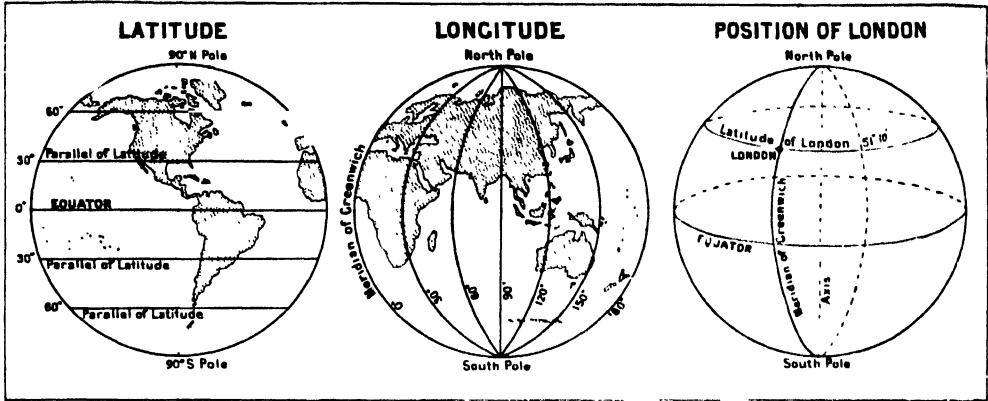 LATITUDE
90° N Pole
60°
30°
Parallel of Latitude
0°
EQUATOR
30°
Parallel of Latitude
60°
Parallel of Latitude
90° S Pole
LONGITUDE
North Pole
Meridian of Greenwich
0°
30°
60°
90°
120°
150°
180°
South Pole
POSITION OF LONDON
North Pole
Latitude of London 51° 10'
LONDON
EQUATOR
Meridian of Greenwich
Axis
South Pole